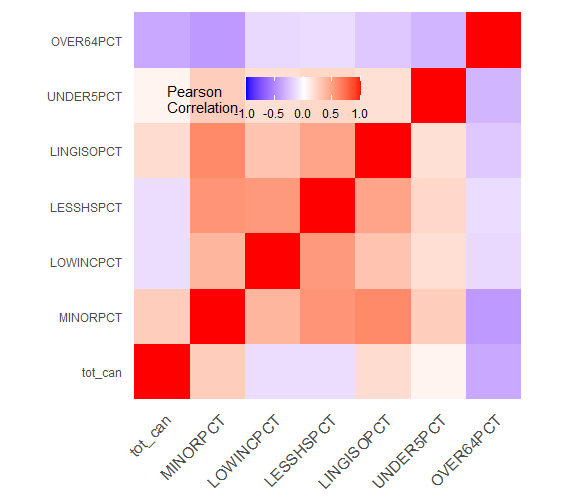 OVER64PCT
UNDER5PCT
Pearson
Correlation
-1.0 -0.5 0.0 0.5 1.0
LINGISOPCT
LESSHSPCT
LOWINCPCT
MINORPCT
tot_can
tot_can MINORPCT LOWINCPCT LESSHSPCT LINGISOPCT UNDER5PCT OVER64PCT